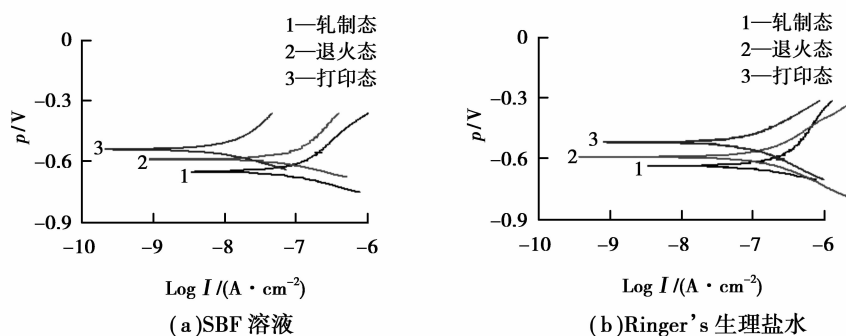 1—轧制态
2—退火态
3—打印态
0
−0.3
−0.6
−0.9
p/V
3
2
1
−10
−9
−8
−7
−6
Log I/(A·cm⁻²)
(a)SBF 溶液
1—轧制态
2—退火态
3—打印态
0
−0.3
−0.6
−0.9
p/V
3
2
1
−10
−9
−8
−7
−6
Log I/(A·cm⁻²)
(b)Ringer's 生理盐水